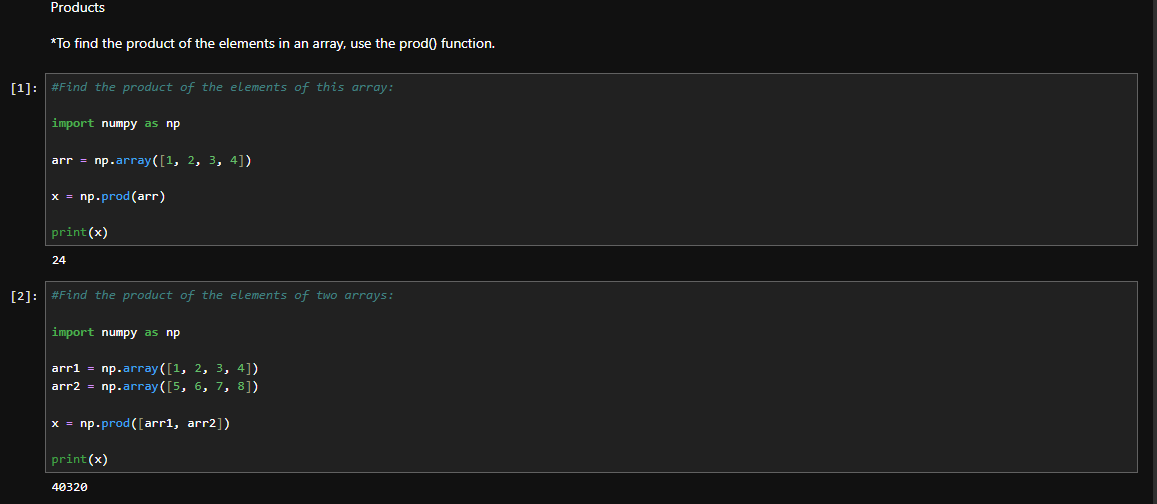 Products
*To find the product of the elements in an array, use the prod() function.
[1]: #Find the product of the elements of this array:
import numpy as np
arr = np.array([1, 2, 3, 4])
x = np.prod(arr)
print(x)
24
[2]: #Find the product of the elements of two arrays:
import numpy as np
arr1 = np.array([1, 2, 3, 4])
arr2 = np.array([5, 6, 7, 8])
x = np.prod([arr1, arr2])
print(x)
40320